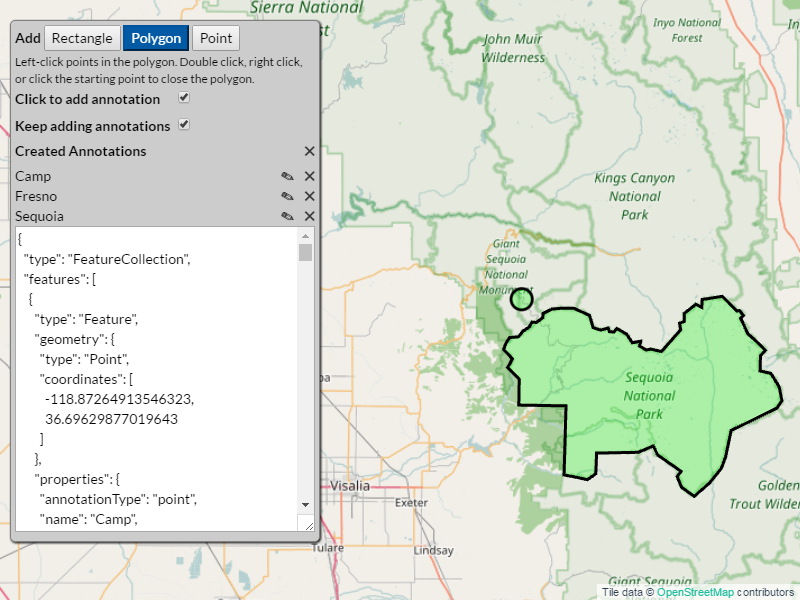 Add Rectangle Polygon Point
Left-click points in the polygon. Double click, right click,
or click the starting point to close the polygon.
Click to add annotation
Keep adding annotations
Created Annotations
Camp
Fresno
Sequoia
{
"type": "FeatureCollection",
"features": [
{
"type": "Feature",
"geometry": {
"type": "Point",
"coordinates": [
-118.87264913546323,
36.69629877019643
]
},
"properties": {
"annotationType": "point",
"name": "Camp",
Sierra National
John Muir
Wilderness
Inyo National
Forest
Kings Canyon
National
Park
Giant
Sequoia
National
Monument
Sequoia
National
Park
Visalia
Exeter
Tulare
Lindsay
Golden
Trout Wilder
Giant Sequoia
Tile data © OpenStreetMap contributors